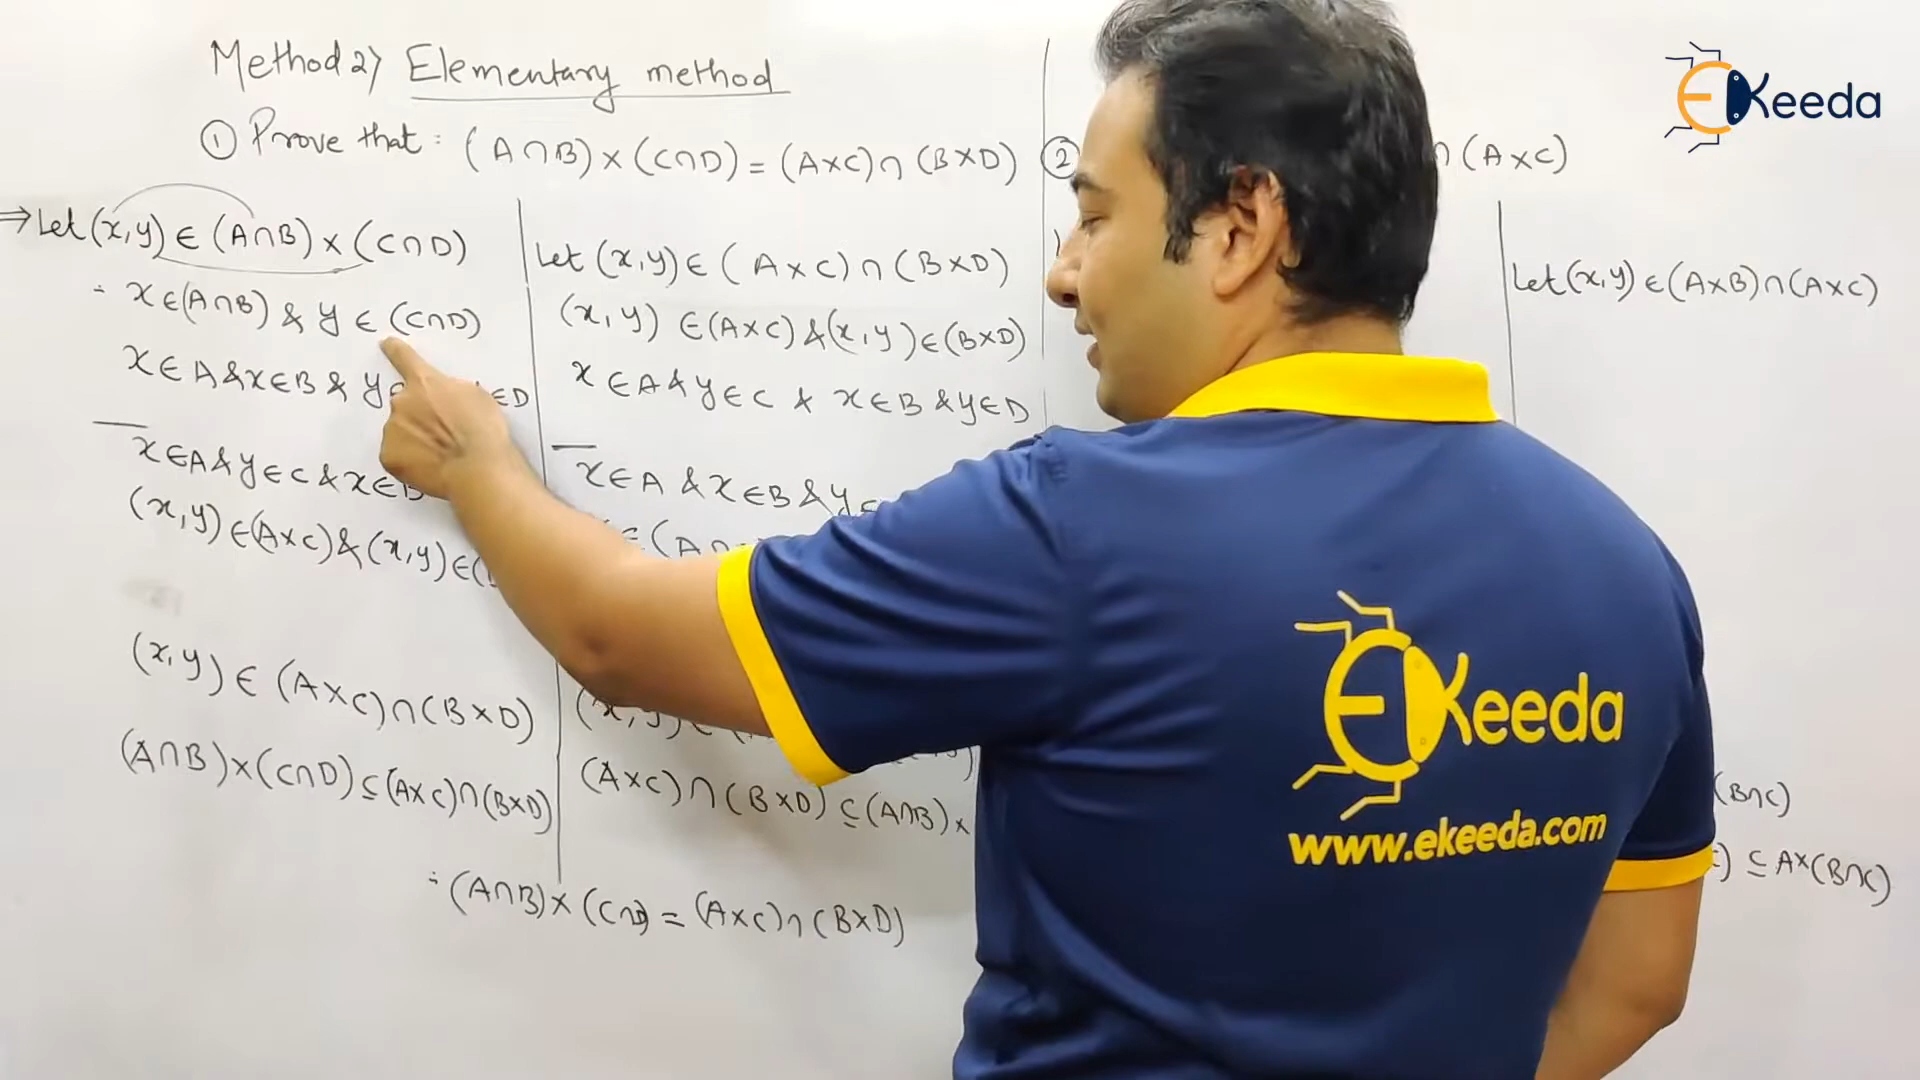 Method 2) Elementary method
① Prove that : (A∩B) × (C∩D) = (A×C) ∩ (B×D)
⇒ Let (x,y) ∈ (A∩B) × (C∩D)
∴ x ∈ (A∩B) & y ∈ (C∩D)
x ∈ A & x ∈ B & y ∈ ∈ D
x ∈ A & y ∈ C & x ∈ B
(x,y) ∈ (A×C) & (x,y) ∈ (
(x,y) ∈ (A×C) ∩ (B×D)
(A∩B) × (C∩D) ⊆ (A×C) ∩ (B×D)
Let (x,y) ∈ (A×C) ∩ (B×D)
(x,y) ∈ (A×C) & (x,y) ∈ (B×D)
x ∈ A & y ∈ C & x ∈ B & y ∈ D
x ∈ A & x ∈ B & y ∈
∈ (A∩
(x,y) ∈ (
(A×C) ∩ (B×D) ⊆ (A∩B) ×
∴ (A∩B) × (C∩D) = (A×C) ∩ (B×D)
② ∩ (A×C)
Let (x,y) ∈ (A×B) ∩ (A×C)
(B∩C)
) ⊆ A×(B∩C)
EKeeda
EKeeda
www.ekeeda.com